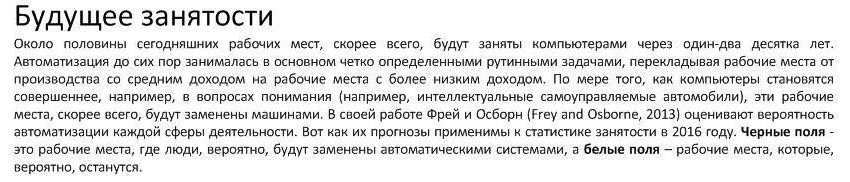 Будущее занятости
Около половины сегодняшних рабочих мест, скорее всего, будут заняты компьютерами через один-два десятка лет.
Автоматизация до сих пор занималась в основном четко определенными рутинными задачами, перекладывая рабочие места от
производства со средним доходом на рабочие места с более низким доходом. По мере того, как компьютеры становятся
совершеннее, например, в вопросах понимания (например, интеллектуальные самоуправляемые автомобили), эти рабочие
места, скорее всего, будут заменены машинами. В своей работе Фрей и Осборн (Frey and Osborne, 2013) оценивают вероятность
автоматизации каждой сферы деятельности. Вот как их прогнозы применимы к статистике занятости в 2016 году. Черные поля -
это рабочие места, где люди, вероятно, будут заменены автоматическими системами, а белые поля – рабочие места, которые,
вероятно, останутся.